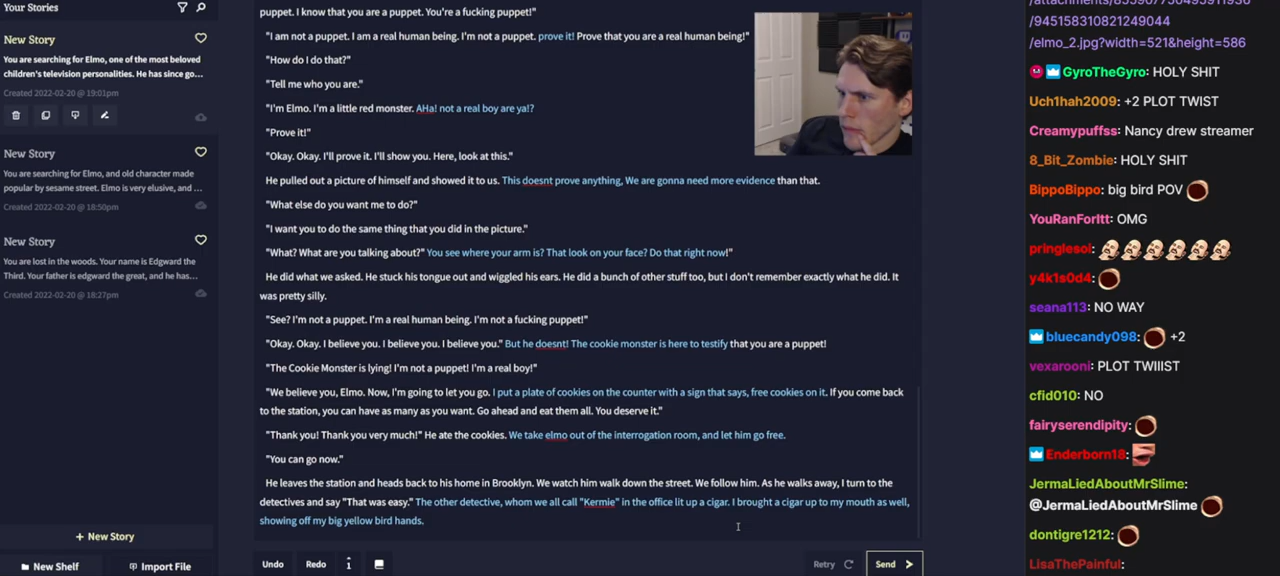 Your Stories
New Story
You are searching for Elmo, one of the most beloved
children's television personalities. He has since go...
Created 2022-02-20 @ 19:01pm
New Story
You are searching for Elmo, and old character made
popular by sesame street. Elmo is very elusive, and ...
Created 2022-02-20 @ 18:50pm
New Story
You are lost in the woods. Your name is Edgward the
Third. Your father is edgward the great, and he has...
Created 2022-02-20 @ 18:27pm
+ New Story
New Shelf
Import File
puppet. I know that you are a puppet. You're a fucking puppet!"
"I am not a puppet. I am a real human being. I'm not a puppet. prove it! Prove that you are a real human being!"
"How do I do that?"
"Tell me who you are."
"I'm Elmo. I'm a little red monster. AHa! not a real boy are ya!?
"Prove it!"
"Okay. Okay. I'll prove it. I'll show you. Here, look at this."
He pulled out a picture of himself and showed it to us. This doesnt prove anything, We are gonna need more evidence than that.
"What else do you want me to do?"
"I want you to do the same thing that you did in the picture."
"What? What are you talking about?" You see where your arm is? That look on your face? Do that right now!"
He did what we asked. He stuck his tongue out and wiggled his ears. He did a bunch of other stuff too, but I don't remember exactly what he did. It
was pretty silly.
"See? I'm not a puppet. I'm a real human being. I'm not a fucking puppet!"
"Okay. Okay. I believe you. I believe you. I believe you." But he doesnt! The cookie monster is here to testify that you are a puppet!
"The Cookie Monster is lying! I'm not a puppet! I'm a real boy!"
"We believe you, Elmo. Now, I'm going to let you go. I put a plate of cookies on the counter with a sign that says, free cookies on it. If you come back
to the station, you can have as many as you want. Go ahead and eat them all. You deserve it."
"Thank you! Thank you very much!" He ate the cookies. We take elmo out of the interrogation room, and let him go free.
"You can go now."
He leaves the station and heads back to his home in Brooklyn. We watch him walk down the street. We follow him. As he walks away, I turn to the
detectives and say "That was easy." The other detective, whom we all call "Kermie" in the office lit up a cigar. I brought a cigar up to my mouth as well,
showing off my big yellow bird hands.
Undo
Redo
Retry
Send
/945158310821249044
/elmo_2.jpg?width=521&height=586
GyroTheGyro: HOLY SHIT
Uch1hah2009: +2 PLOT TWIST
Creamypuffss: Nancy drew streamer
8_Bit_Zombie: HOLY SHIT
BippoBippo: big bird POV
YouRanForItt: OMG
pringlesol:
y4k1s0d4:
seana113: NO WAY
bluecandy098: +2
vexarooni: PLOT TWIIIST
cfid010: NO
fairyserendipity:
Enderborn18:
JermaLiedAboutMrSlime:
@JermaLiedAboutMrSlime
dontigre1212:
LisaThePainful: